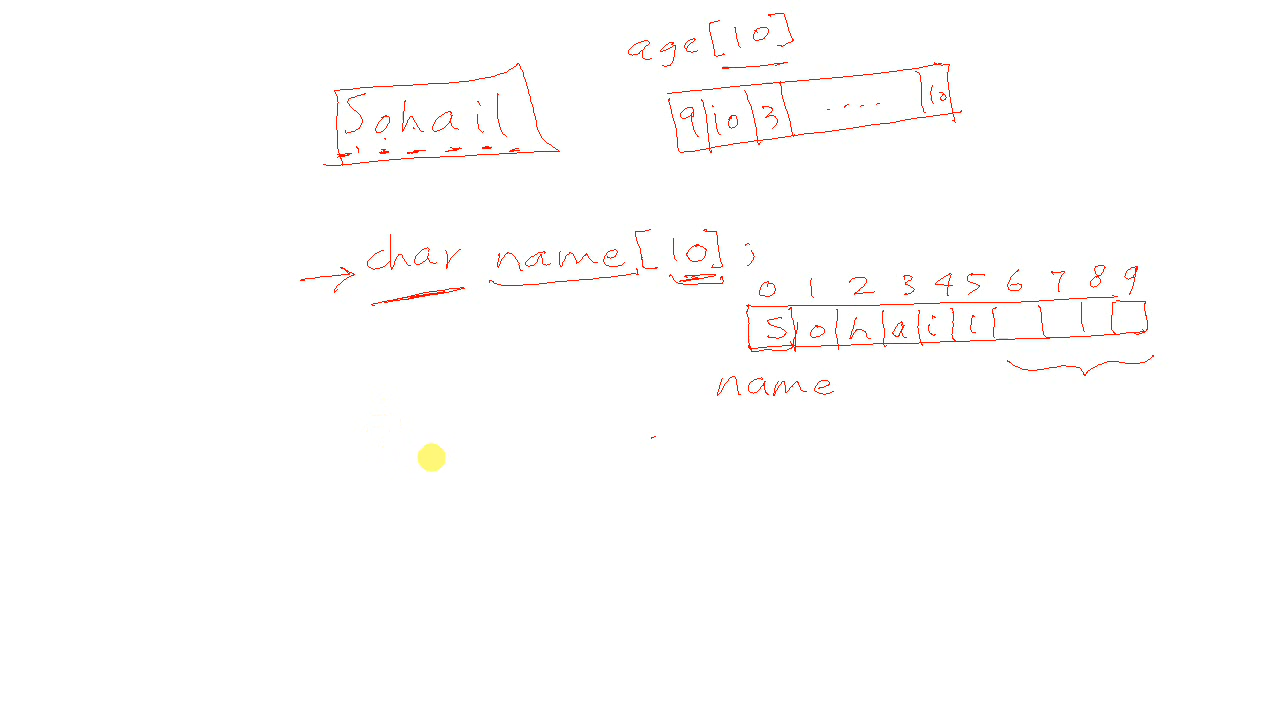 age[10]
Sohail
9 10 3 ..... 10
char name[10];
0 1 2 3 4 5 6 7 8 9
S o h a i l
name